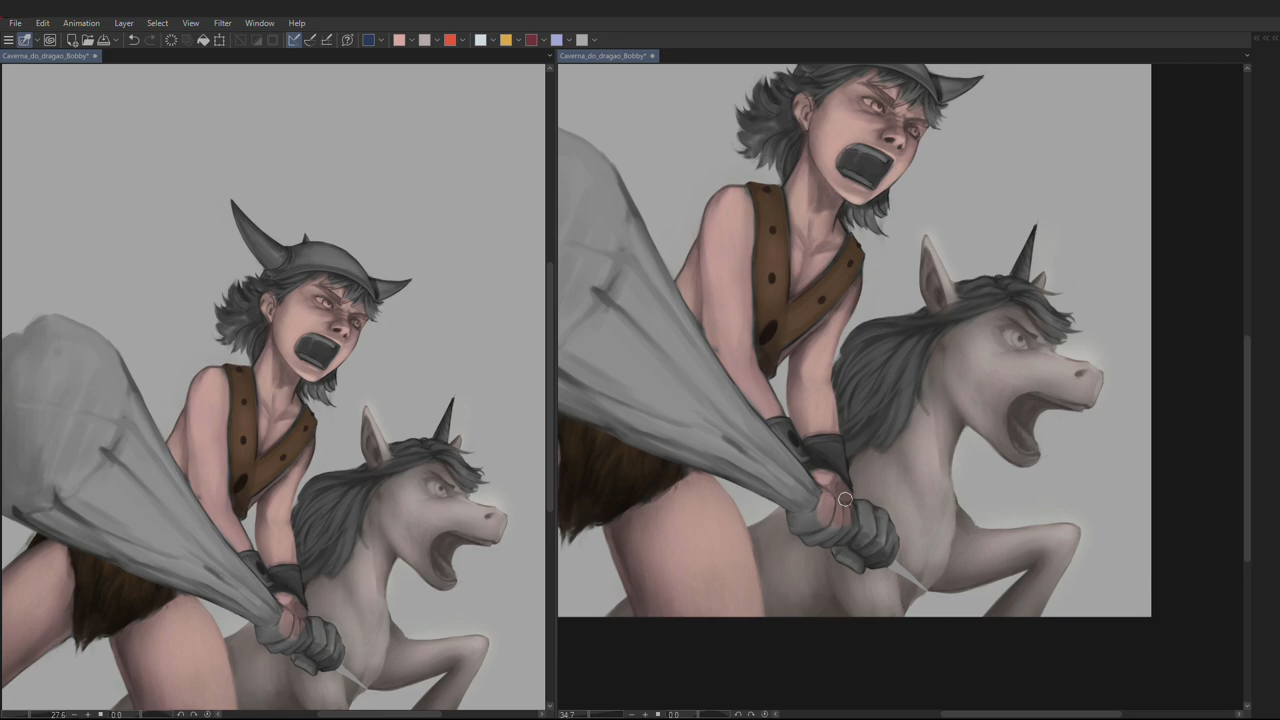 File Edit Animation Layer Select View Filter Window Help
Caverna_do_dragao_Bobby* Caverna_do_dragao_Bobby*
27.6 0.0 34.7 0.0